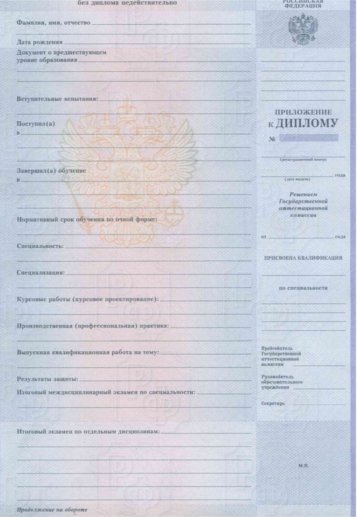 без диплома недействительно
Фамилия, имя, отчество
Дата рождения
Документ о предшествующем
уровне образования
Вступительные испытания:
Поступил(а)
в
Завершил(а) обучение
в
Нормативный срок обучения по очной форме:
Специальность:
Специализация:
Курсовые работы (курсовое проектирование):
Производственная (профессиональная) практика:
Выпускная квалификационная работа на тему:
Результаты защиты:
Итоговый междисциплинарный экзамен по специальности:
Итоговый экзамен по отдельным дисциплинам:
Продолжение на обороте
РОССИЙСКАЯ
ФЕДЕРАЦИЯ
ПРИЛОЖЕНИЕ
к ДИПЛОМУ
№
(регистрационный номер)
года
(дата выдачи)
Решением
Государственной
аттестационной
комиссии
от года
ПРИСВОЕНА КВАЛИФИКАЦИЯ
по специальности
Председатель
Государственной
аттестационной
комиссии
Руководитель
образовательного
учреждения
Секретарь
М.П.